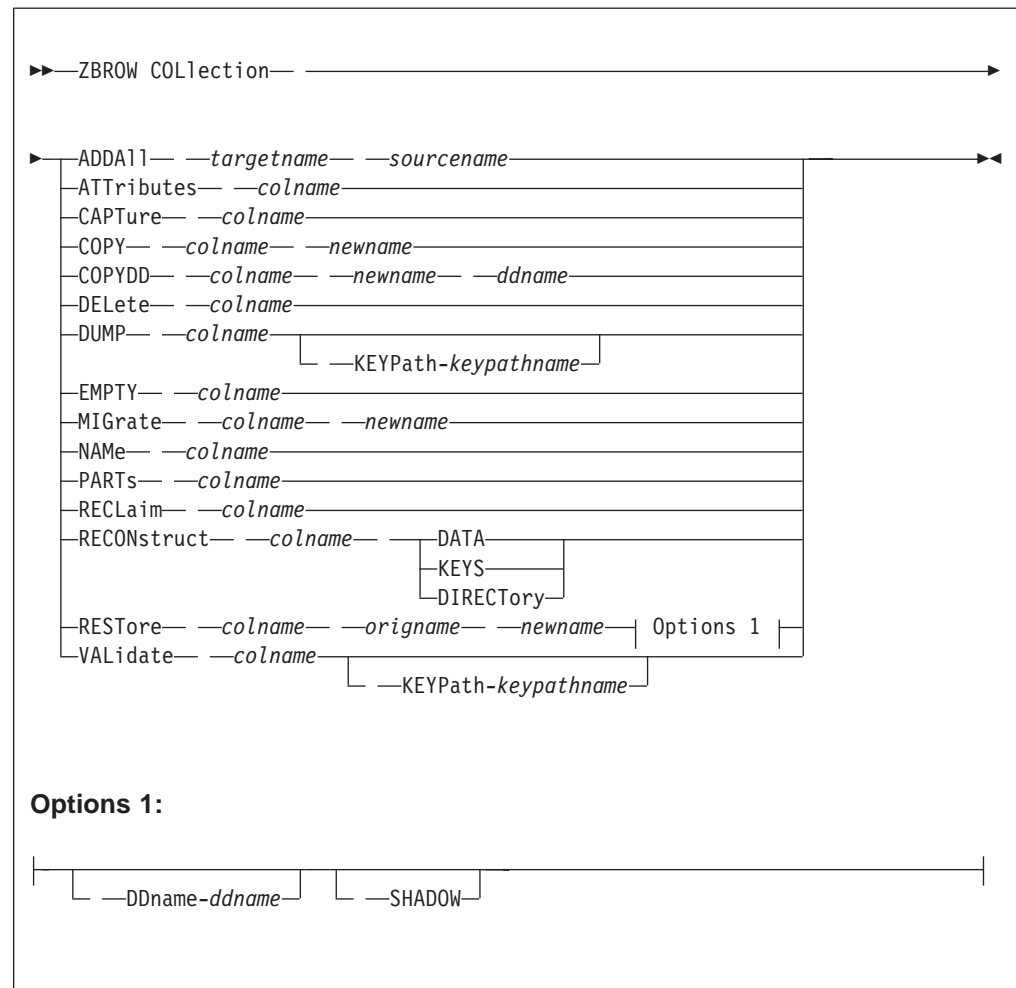 ZBROW COLlection
ADDAll targetname sourcename
ATTributes colname
CAPTure colname
COPY colname newname
COPYDD colname newname ddname
DELete colname
DUMP colname
KEYPath-keypathname
EMPTY colname
MIGrate colname newname
NAMe colname
PARTs colname
RECLaim colname
RECONstruct colname DATA
KEYS
DIRECTory
RESTore colname origname newname Options 1
VALidate colname
KEYPath-keypathname
Options 1:
DDname-ddname SHADOW